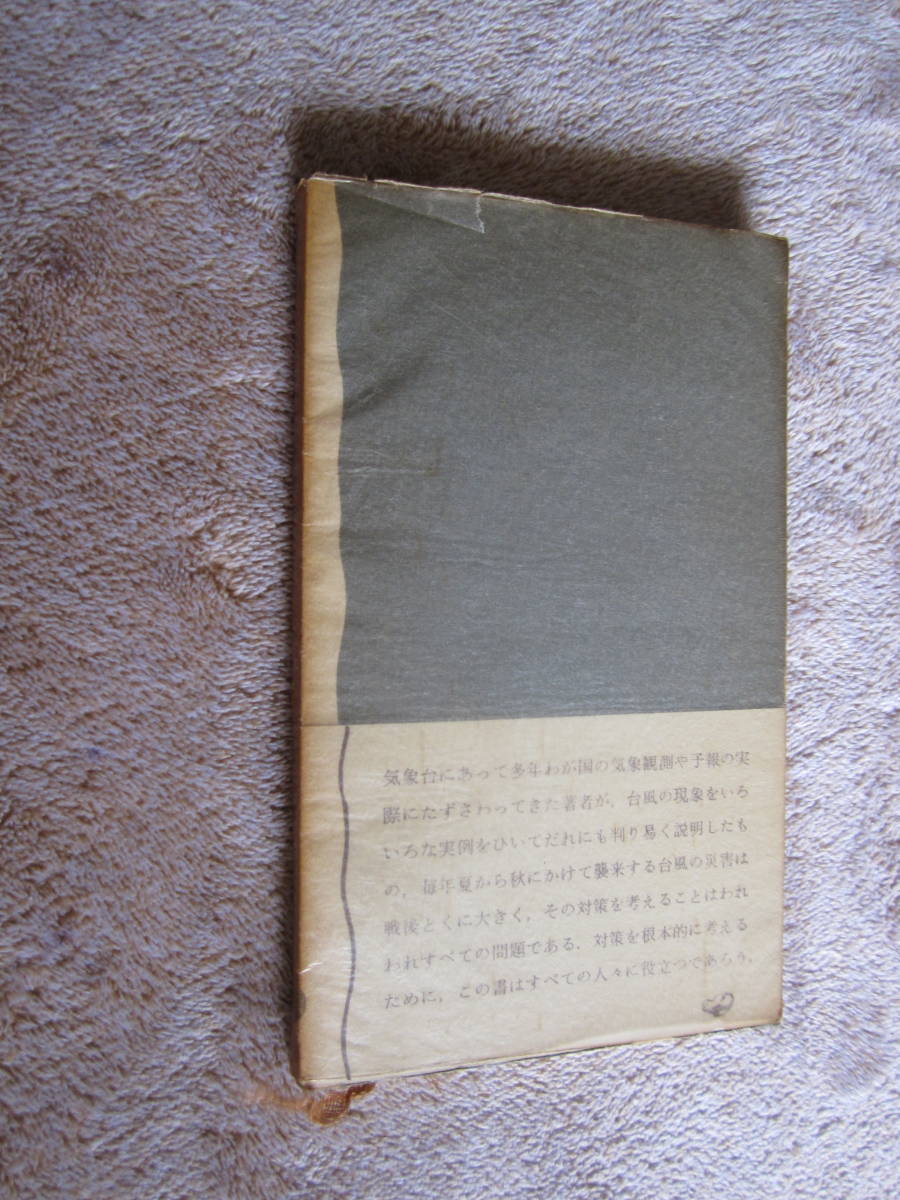 気象台にあって多年わが国の気象観測や予報の実
際にたずさわってきた著者が，台風の現象をいろ
いろな実例をひいてだれにも判り易く説明したも
の，毎年夏から秋にかけて襲来する台風の災害は
戦後とくに大きく，その対策を考えることはわれ
われすべての問題である．対策を根本的に考える
ために，この書はすべての人々に役立つであろう．